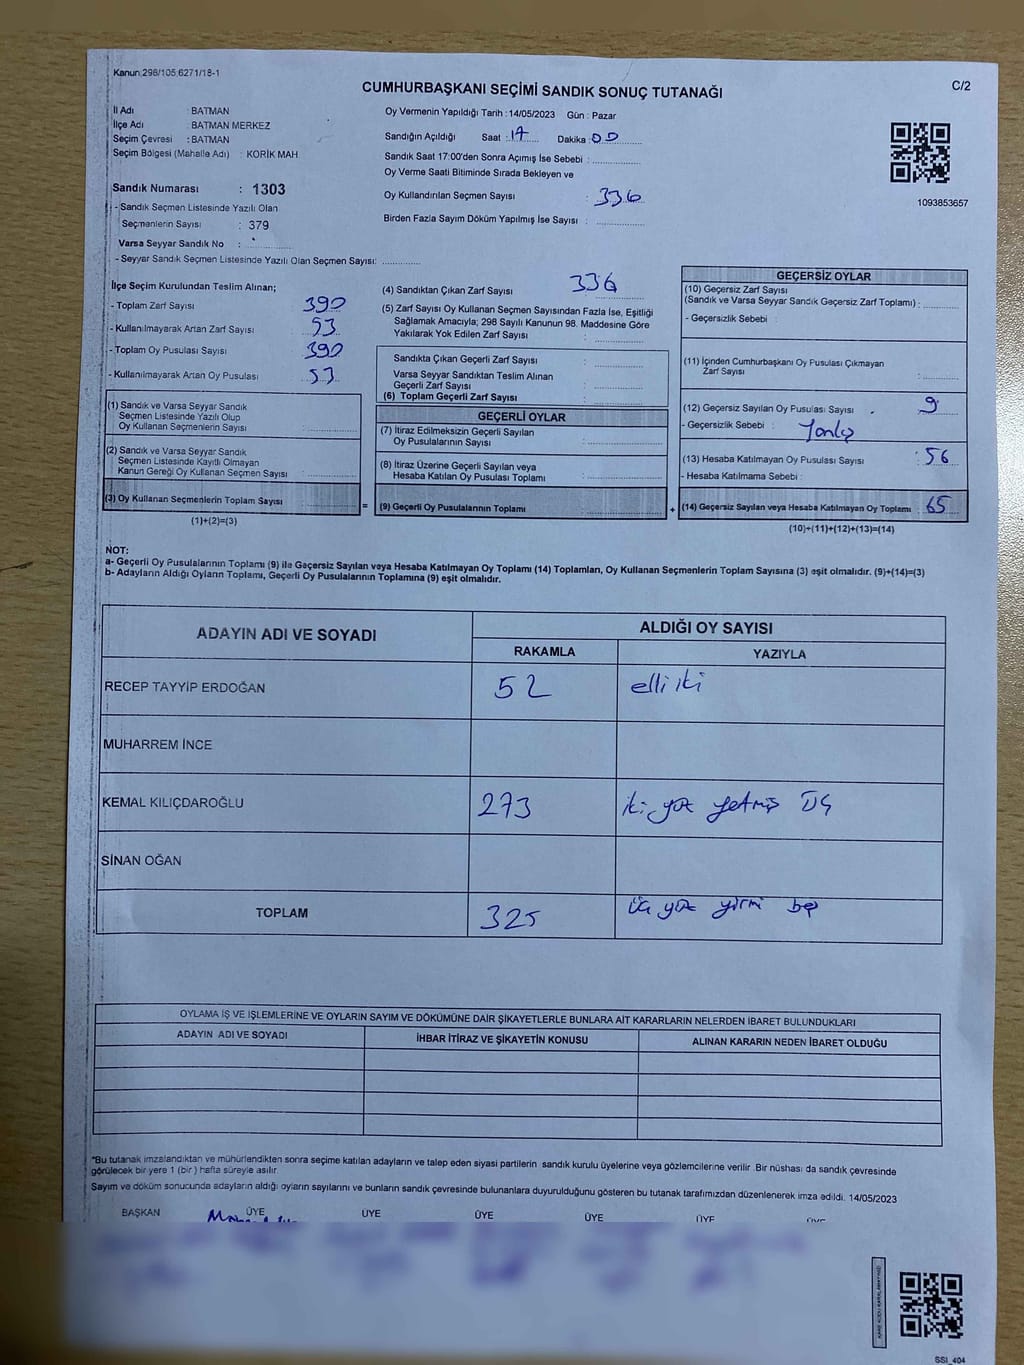 Kanun:298/105,6271/18-1
CUMHURBAŞKANI SEÇİMİ SANDIK SONUÇ TUTANAĞI
C/2
İl Adı : BATMAN
İlçe Adı : BATMAN MERKEZ
Seçim Çevresi : BATMAN
Seçim Bölgesi (Mahalle Adı) : KORİK MAH
Sandık Numarası : 1303
- Sandık Seçmen Listesinde Yazılı Olan
Seçmenlerin Sayısı : 379
Varsa Seyyar Sandık No :
- Seyyar Sandık Seçmen Listesinde Yazılı Olan Seçmen Sayısı:
Oy Vermenin Yapıldığı Tarih : 14/05/2023 Gün : Pazar
Sandığın Açıldığı Saat : 17 Dakika : 00
Sandık Saat 17:00'den Sonra Açımış İse Sebebi :
Oy Verme Saati Bitiminde Sırada Bekleyen ve
Oy Kullandırılan Seçmen Sayısı : 336
Birden Fazla Sayım Döküm Yapılmış İse Sayısı :
1093853657
İlçe Seçim Kurulundan Teslim Alınan;
- Toplam Zarf Sayısı 390
- Kullanılmayarak Artan Zarf Sayısı 53
- Toplam Oy Pusulası Sayısı 390
- Kullanılmayarak Artan Oy Pusulası 53
(1) Sandık ve Varsa Seyyar Sandık
Seçmen Listesinde Yazılı Olup
Oy Kullanan Seçmenlerin Sayısı
(2) Sandık ve Varsa Seyyar Sandık
Seçmen Listesinde Kayıtlı Olmayan
Kanun Gereği Oy Kullanan Seçmen Sayısı
(3) Oy Kullanan Seçmenlerin Toplam Sayısı
(1)+(2)=(3)
(4) Sandıktan Çıkan Zarf Sayısı 336
(5) Zarf Sayısı Oy Kullanan Seçmen Sayısından Fazla İse, Eşitliği
Sağlamak Amacıyla; 298 Sayılı Kanunun 98. Maddesine Göre
Yakılarak Yok Edilen Zarf Sayısı
Sandıkta Çıkan Geçerli Zarf Sayısı
Varsa Seyyar Sandıktan Teslim Alınan
Geçerli Zarf Sayısı
(6) Toplam Geçerli Zarf Sayısı
GEÇERLİ OYLAR
(7) İtiraz Edilmeksizin Geçerli Sayılan
Oy Pusulalarının Sayısı
(8) İtiraz Üzerine Geçerli Sayılan veya
Hesaba Katılan Oy Pusulası Toplamı
= (9) Geçerli Oy Pusulalarının Toplamı
GEÇERSİZ OYLAR
(10) Geçersiz Zarf Sayısı
(Sandık ve Varsa Seyyar Sandık Geçersiz Zarf Toplamı) :
- Geçersizlik Sebebi :
(11) İçinden Cumhurbaşkanı Oy Pusulası Çıkmayan
Zarf Sayısı :
(12) Geçersiz Sayılan Oy Pusulası Sayısı 9
- Geçersizlik Sebebi : Yanlış
(13) Hesaba Katılmayan Oy Pusulası Sayısı : 56
- Hesaba Katılmama Sebebi :
+ (14) Geçersiz Sayılan veya Hesaba Katılmayan Oy Toplamı : 65
(10)+(11)+(12)+(13)=(14)
NOT:
a- Geçerli Oy Pusulalarının Toplamı (9) ile Geçersiz Sayılan veya Hesaba Katılmayan Oy Toplamı (14) Toplamları, Oy Kullanan Seçmenlerin Toplam Sayısına (3) eşit olmalıdır. (9)+(14)=(3)
b- Adayların Aldığı Oyların Toplamı, Geçerli Oy Pusulalarının Toplamına (9) eşit olmalıdır.
ADAYIN ADI VE SOYADI ALDIĞI OY SAYISI
RAKAMLA YAZIYLA
RECEP TAYYİP ERDOĞAN 52 elli iki
MUHARREM İNCE
KEMAL KILIÇDAROĞLU 273 iki yüz yetmiş üç
SİNAN OĞAN
TOPLAM 325 üç yüz yirmi beş
OYLAMA İŞ VE İŞLEMLERİNE VE OYLARIN SAYIM VE DÖKÜMÜNE DAİR ŞİKAYETLERLE BUNLARA AİT KARARLARIN NELERDEN İBARET BULUNDUKLARI
ADAYIN ADI VE SOYADI İHBAR İTİRAZ VE ŞİKAYETİN KONUSU ALINAN KARARIN NEDEN İBARET OLDUĞU
*Bu tutanak imzalandıktan ve mühürlendikten sonra seçime katılan adayların ve talep eden siyasi partilerin sandık kurulu üyelerine veya gözlemcilerine verilir .Bir nüshası da sandık çevresinde
görülecek bir yere 1 (bir ) hafta süreyle asılır.
Sayım ve döküm sonucunda adayların aldığı oyların sayılarını ve bunların sandık çevresinde bulunanlara duyurulduğunu gösteren bu tutanak tarafımızdan düzenlenerek imza edildi. 14/05/2023
BAŞKAN ÜYE ÜYE ÜYE ÜYE ÜYE ÜYE
KARE KODU KARALAMAYINIZ!
SSI_404